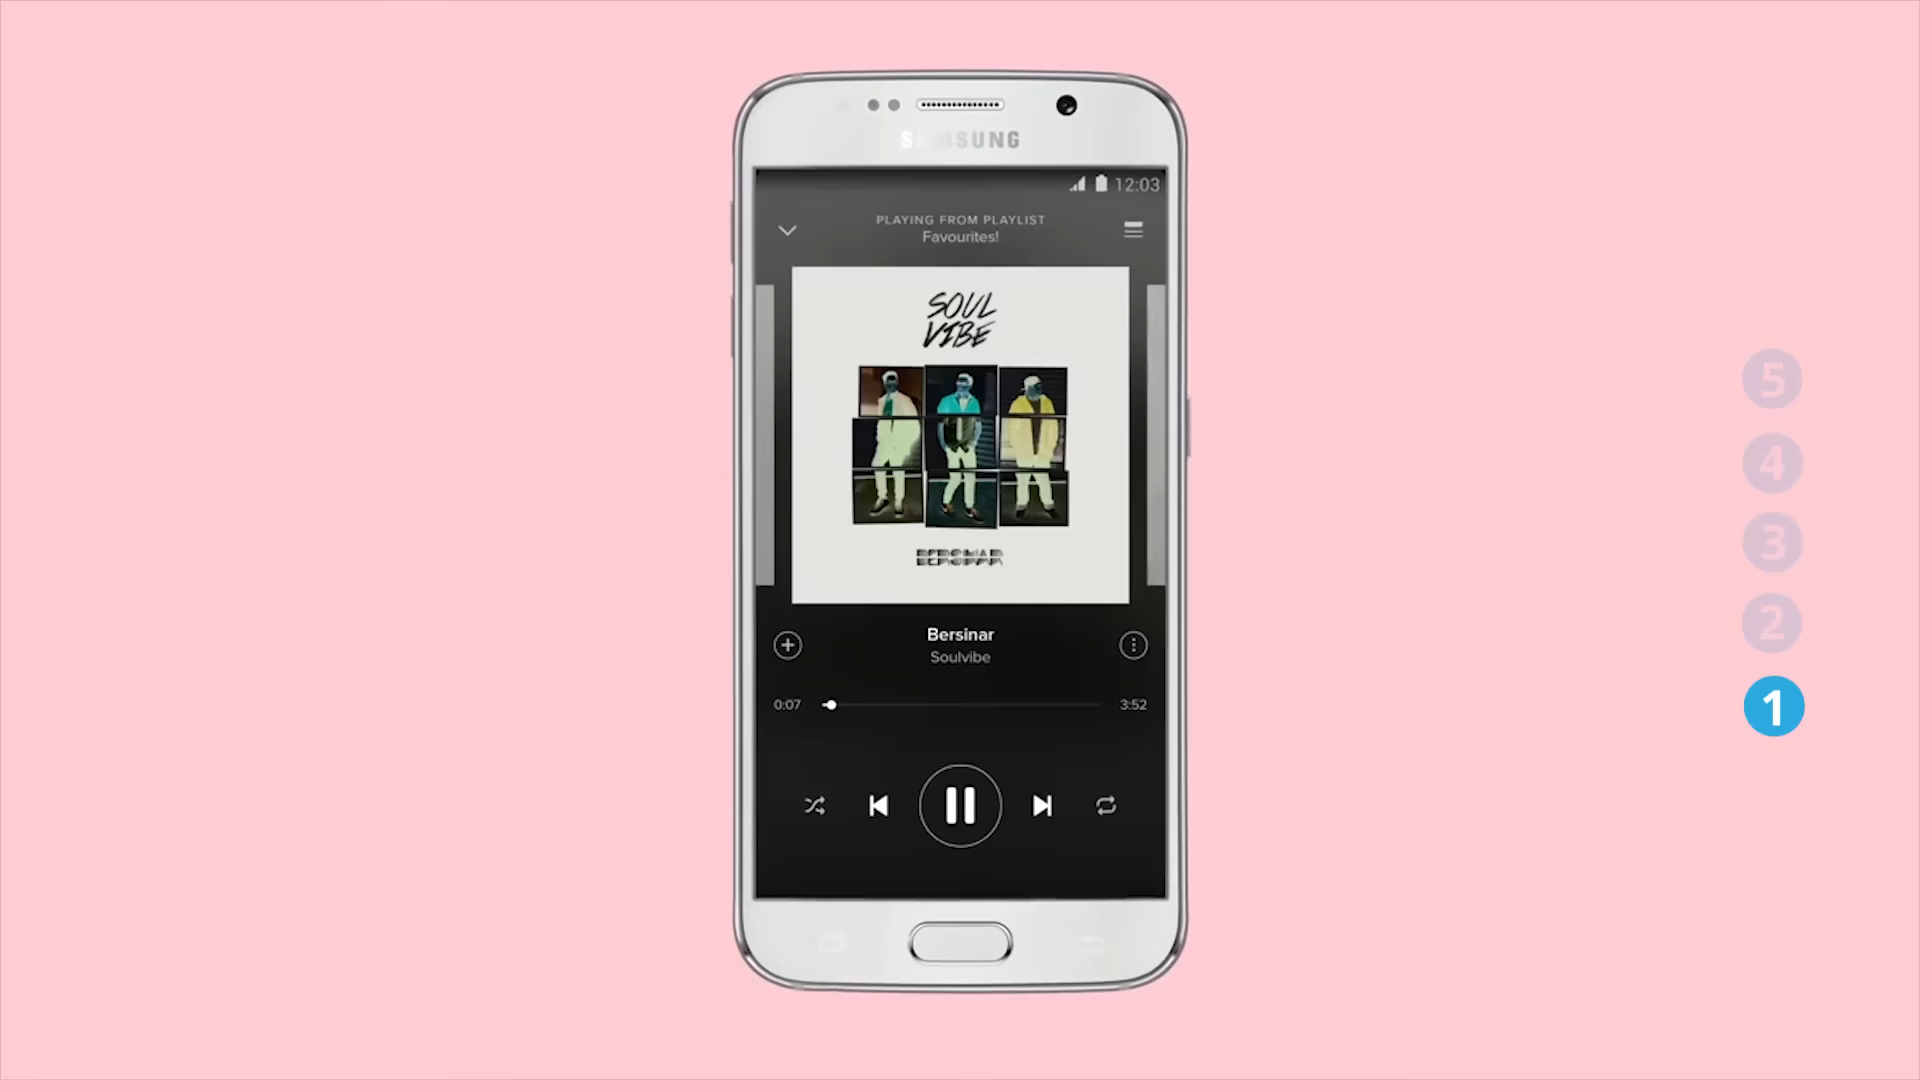 SAMSUNG
12:03
PLAYING FROM PLAYLIST
Favourites!
SOUL
VIBE
BERSINAR
Bersinar
Soulvibe
0:07
3:52
5
4
3
2
1